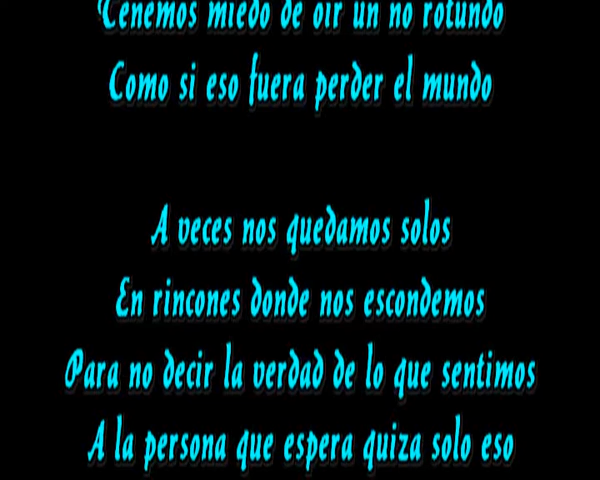 Tenemos miedo de oir un no rotundo
Como si eso fuera perder el mundo
A veces nos quedamos solos
En rincones donde nos escondemos
Para no decir la verdad de lo que sentimos
A la persona que espera quiza solo eso